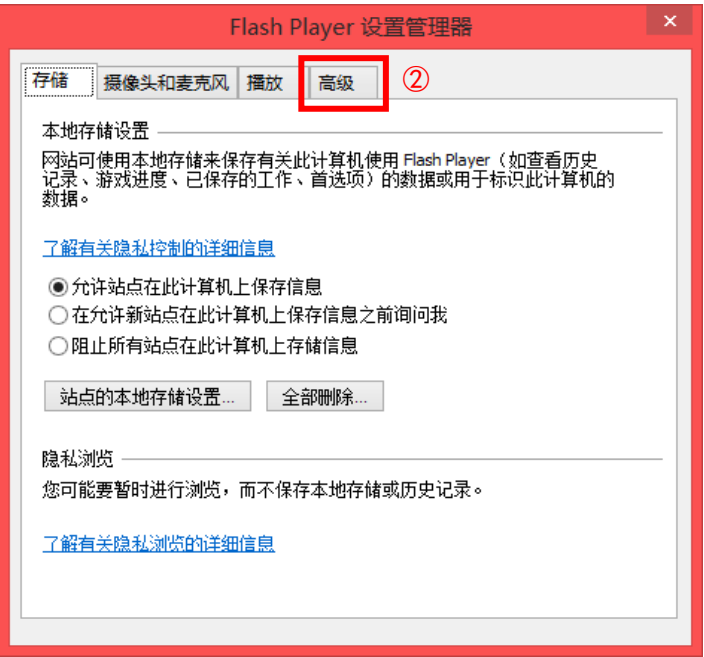 Flash Player 设置管理器
存储 摄像头和麦克风 播放 高级 ②
本地存储设置
网站可使用本地存储来保存有关此计算机使用 Flash Player（如查看历史
记录、游戏进度、已保存的工作、首选项）的数据或用于标识此计算机的
数据。
了解有关隐私控制的详细信息
允许站点在此计算机上保存信息
在允许新站点在此计算机上保存信息之前询问我
阻止所有站点在此计算机上存储信息
站点的本地存储设置... 全部删除...
隐私浏览
您可能要暂时进行浏览，而不保存本地存储或历史记录。
了解有关隐私浏览的详细信息